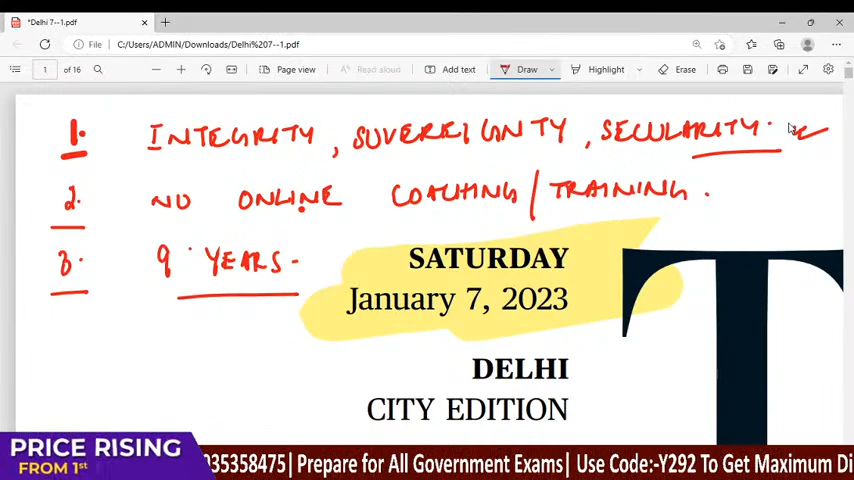 *Delhi 7--1.pdf
File C:/Users/ADMIN/Downloads/Delhi%207--1.pdf
1 of 16 Page view Read aloud Add text Draw Highlight Erase
1. INTEGRITY, SUVEREIGNTY, SECULARITY.
2. NO ONLINE COACHING/TRAINING.
3. 9 YEARS-
SATURDAY
January 7, 2023
T
DELHI
CITY EDITION
PRICE RISING
FROM 1st
035358475| Prepare for All Government Exams| Use Code:-Y292 To Get Maximum Di